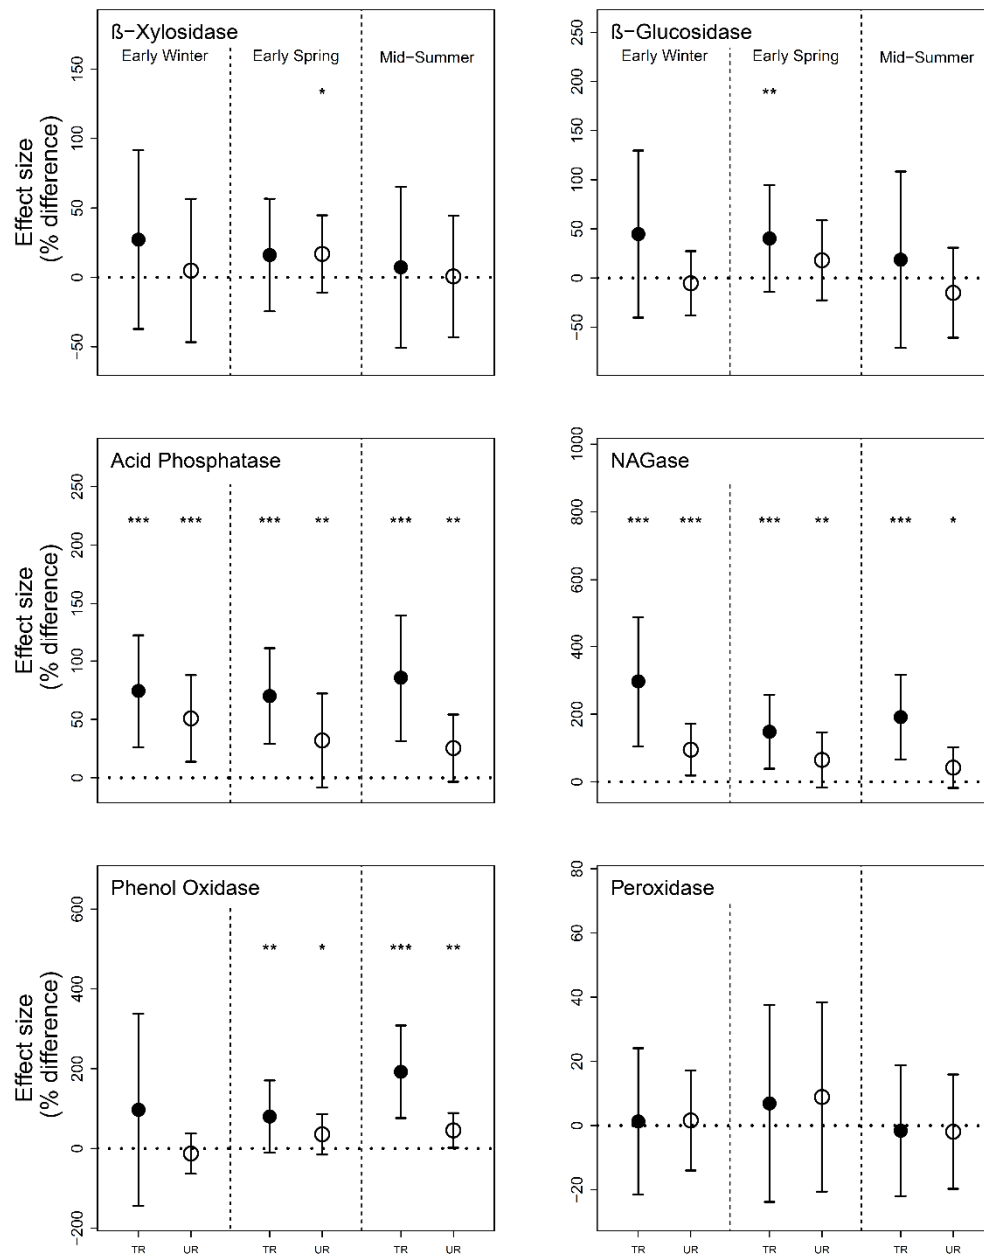 ß−Xylosidase
Early Winter Early Spring Mid−Summer
*
Effect size
(% difference)
150
100
50
0
−50
ß−Glucosidase
Early Winter Early Spring Mid−Summer
**
250
200
150
100
50
0
−50
Acid Phosphatase
*** *** *** ** *** **
Effect size
(% difference)
250
200
150
100
50
0
NAGase
*** *** *** ** *** *
1000
800
600
400
200
0
Phenol Oxidase
** * *** **
Effect size
(% difference)
600
400
200
0
−200
TR UR TR UR TR UR
Peroxidase
80
60
40
20
0
−20
TR UR TR UR TR UR